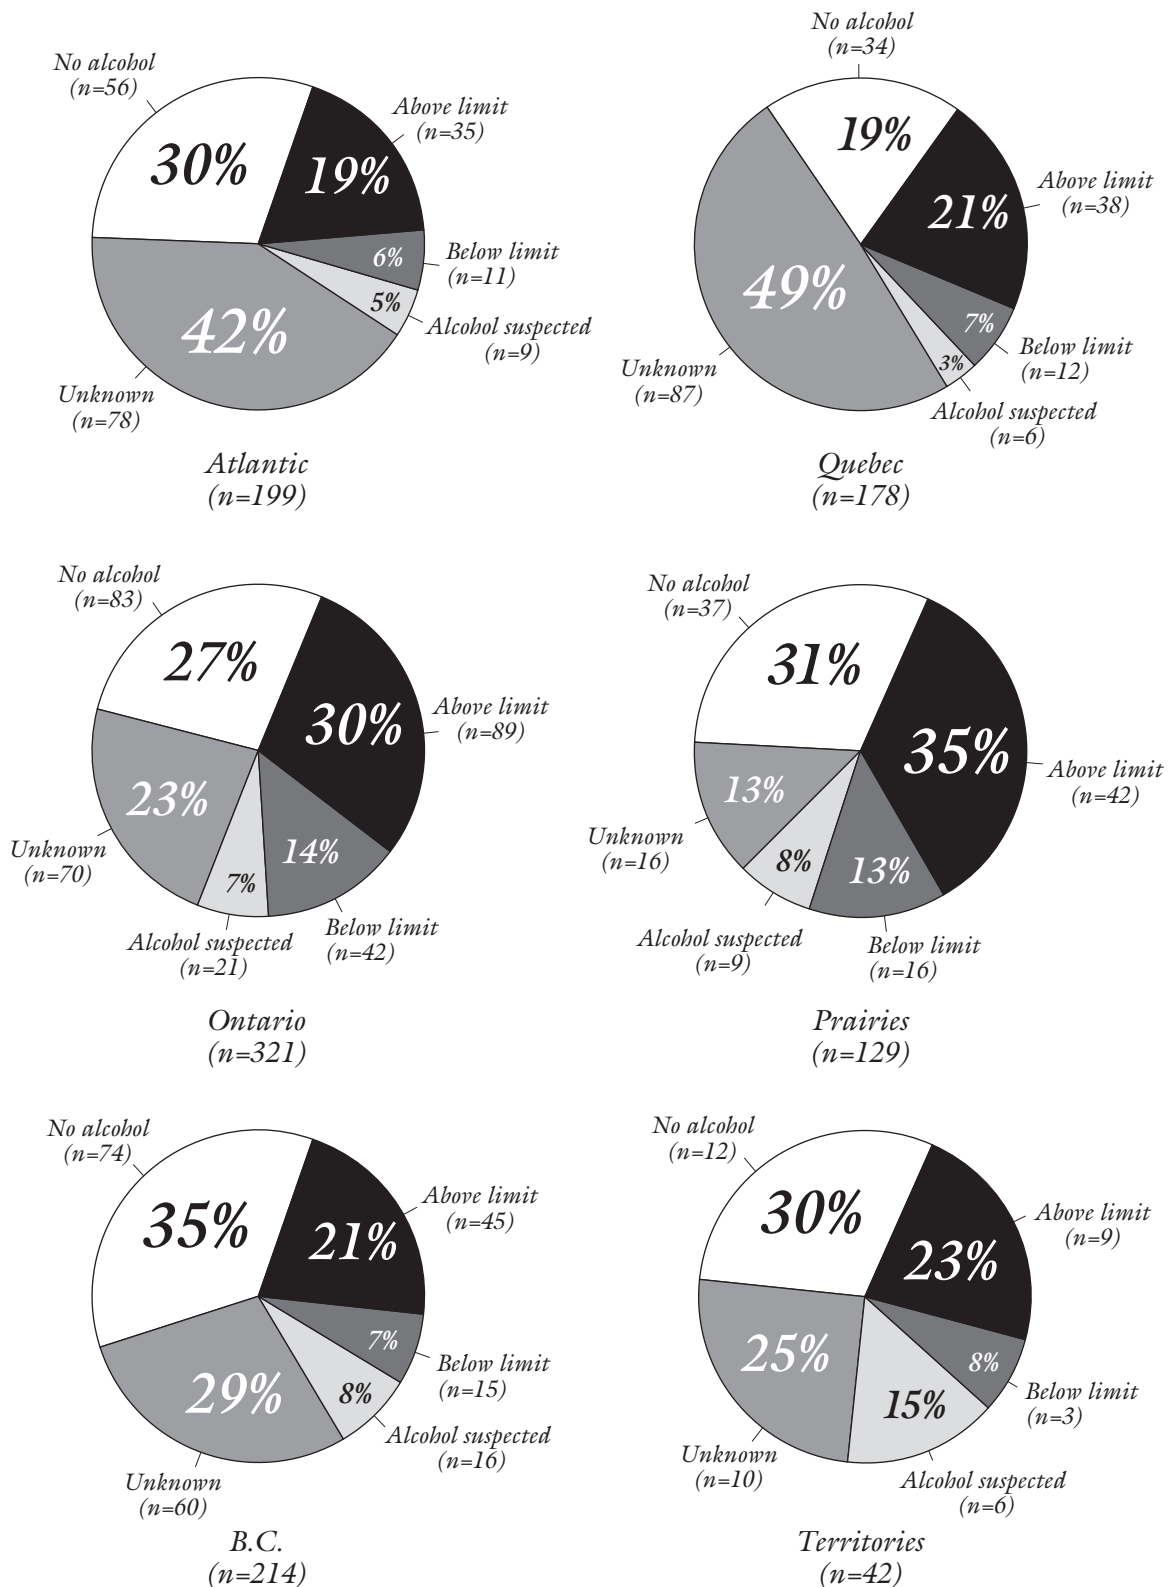 No alcohol
(n=56)
Above limit
(n=35)
30%
19%
6%
Below limit
(n=11)
5%
Alcohol suspected
(n=9)
42%
Unknown
(n=78)
Atlantic
(n=199)
No alcohol
(n=34)
19%
Above limit
(n=38)
21%
49%
7%
Below limit
(n=12)
3%
Alcohol suspected
(n=6)
Unknown
(n=87)
Quebec
(n=178)
No alcohol
(n=83)
27%
Above limit
(n=89)
30%
23%
14%
7%
Unknown
(n=70)
Alcohol suspected
(n=21)
Below limit
(n=42)
Ontario
(n=321)
No alcohol
(n=37)
31%
35%
Above limit
(n=42)
13%
Unknown
(n=16)
8%
13%
Alcohol suspected
(n=9)
Below limit
(n=16)
Prairies
(n=129)
No alcohol
(n=74)
35%
Above limit
(n=45)
21%
7%
Below limit
(n=15)
8%
Alcohol suspected
(n=16)
29%
Unknown
(n=60)
B.C.
(n=214)
No alcohol
(n=12)
30%
Above limit
(n=9)
23%
25%
8%
Below limit
(n=3)
15%
Unknown
(n=10)
Alcohol suspected
(n=6)
Territories
(n=42)